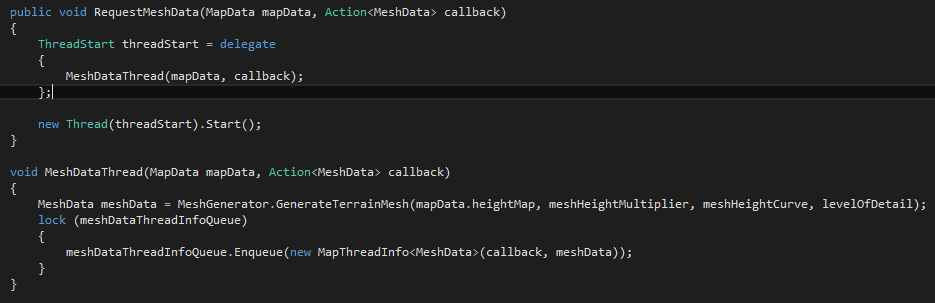 public void RequestMeshData(MapData mapData, Action<MeshData> callback)
{
    ThreadStart threadStart = delegate
    {
        MeshDataThread(mapData, callback);
    };

    new Thread(threadStart).Start();
}

void MeshDataThread(MapData mapData, Action<MeshData> callback)
{
    MeshData meshData = MeshGenerator.GenerateTerrainMesh(mapData.heightMap, meshHeightMultiplier, meshHeightCurve, levelOfDetail);
    lock (meshDataThreadInfoQueue)
    {
        meshDataThreadInfoQueue.Enqueue(new MapThreadInfo<MeshData>(callback, meshData));
    }
}